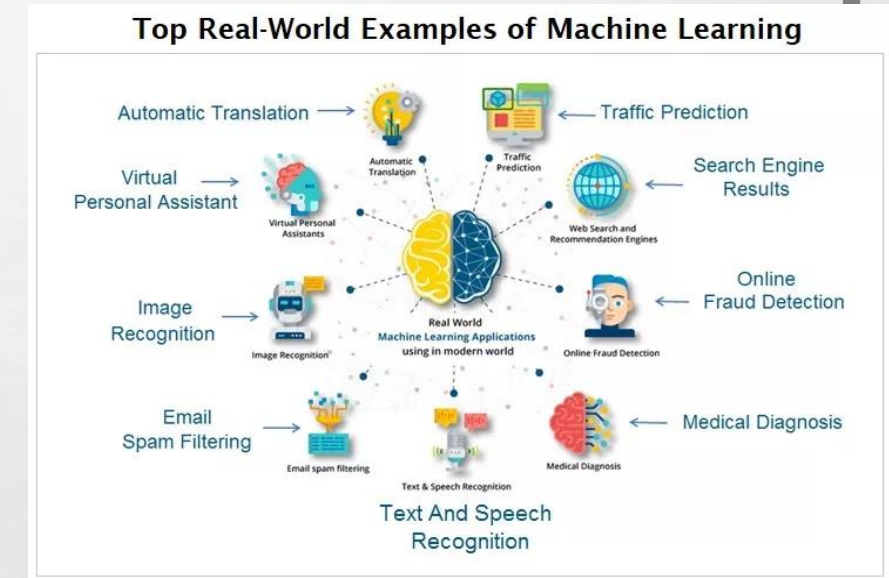 Top Real-World Examples of Machine Learning
Automatic Translation
Traffic Prediction
Automatic
Translation
Traffic
Prediction
Virtual
Personal Assistant
Search Engine
Results
Virtual Personal
Assistants
Web Search and
Recommendation Engines
Image
Recognition
Online
Fraud Detection
Real World
Machine Learning Applications
using in modern world
Image Recognition
Online Fraud Detection
Email
Spam Filtering
Medical Diagnosis
Email spam filtering
Text & Speech Recognition
Medical Diagnosis
Text And Speech
Recognition